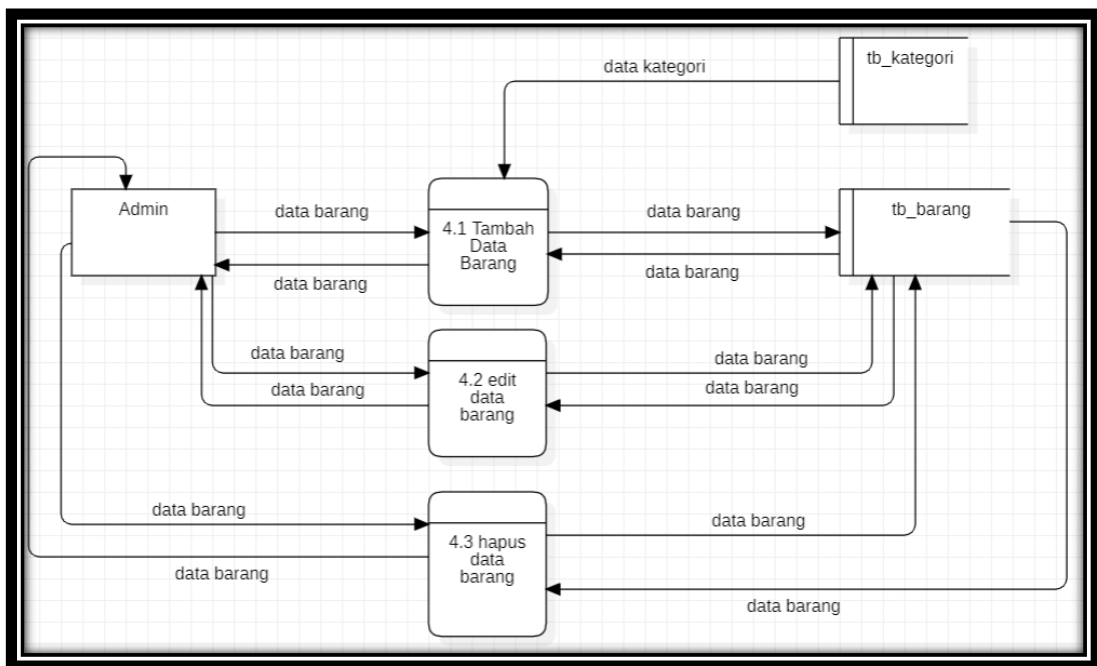 tb_kategori
data kategori
Admin
data barang
4.1 Tambah
Data
Barang
data barang
tb_barang
data barang
data barang
data barang
data barang
4.2 edit
data
barang
data barang
data barang
data barang
data barang
4.3 hapus
data
barang
data barang
data barang